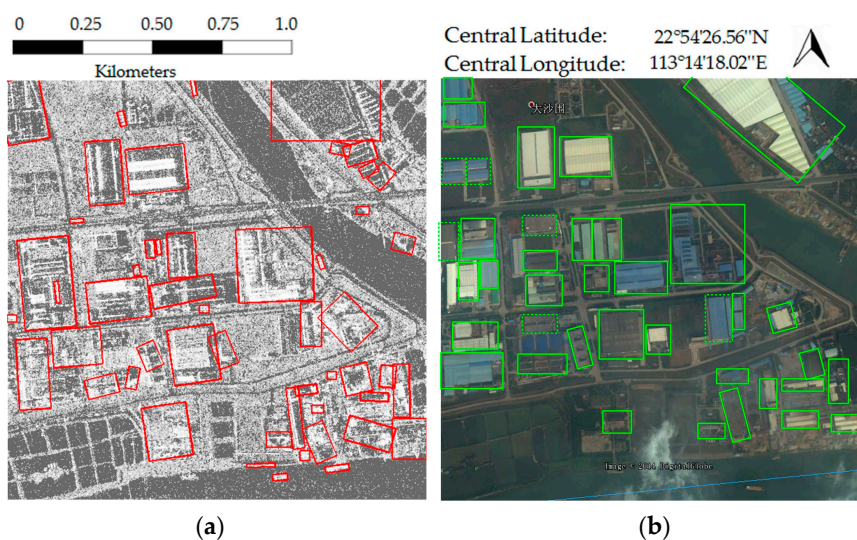 0 0.25 0.50 0.75 1.0
Kilometers
Central Latitude: 22°54'26.56"N
Central Longitude: 113°14'18.02"E
大沙围
Image © 2014 DigitalGlobe
(a) (b)